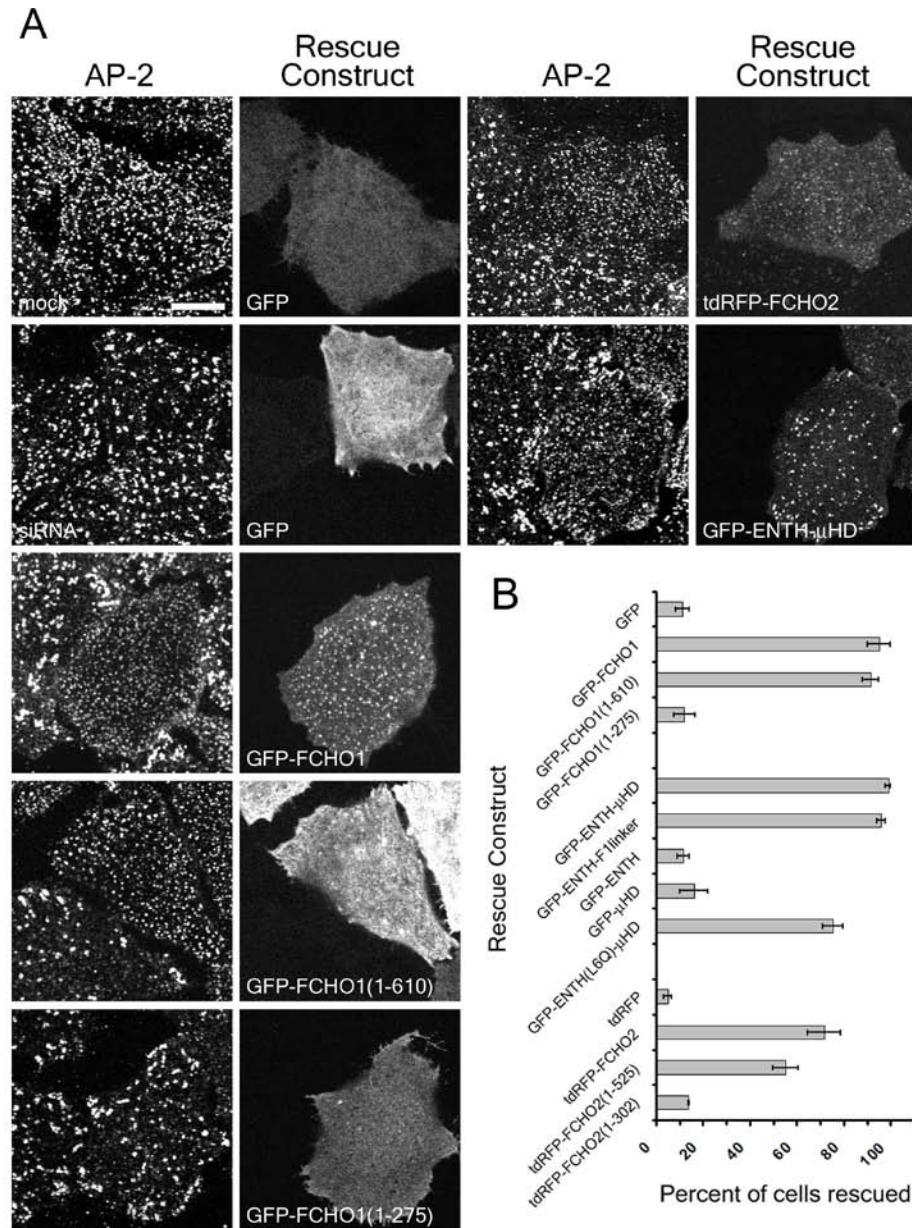 A
AP-2
Rescue
Construct
AP-2
Rescue
Construct
mock
GFP
tdRFP-FCHO2
siRNA
GFP
GFP-ENTH-μHD
GFP-FCHO1
GFP-FCHO1(1-610)
GFP-FCHO1(1-275)
B
Rescue Construct
GFP
GFP-FCHO1
GFP-FCHO1(1-610)
GFP-FCHO1(1-275)
GFP-ENTH-μHD
GFP-ENTH-F1linker
GFP-ENTH
GFP-μHD
GFP-ENTH(L6Q)-μHD
tdRFP
tdRFP-FCHO2
tdRFP-FCHO2(1-525)
tdRFP-FCHO2(1-302)
0
20
40
60
80
100
Percent of cells rescued